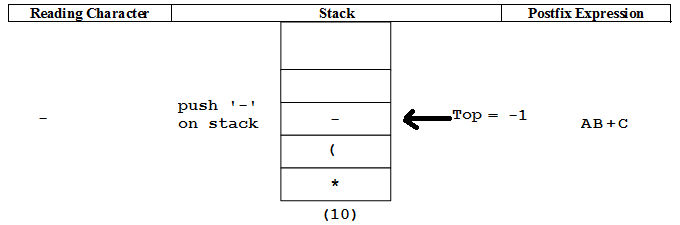 Reading Character Stack Postfix Expression
-
push '-'
on stack
-
(
*
Top = -1
AB+C
(10)